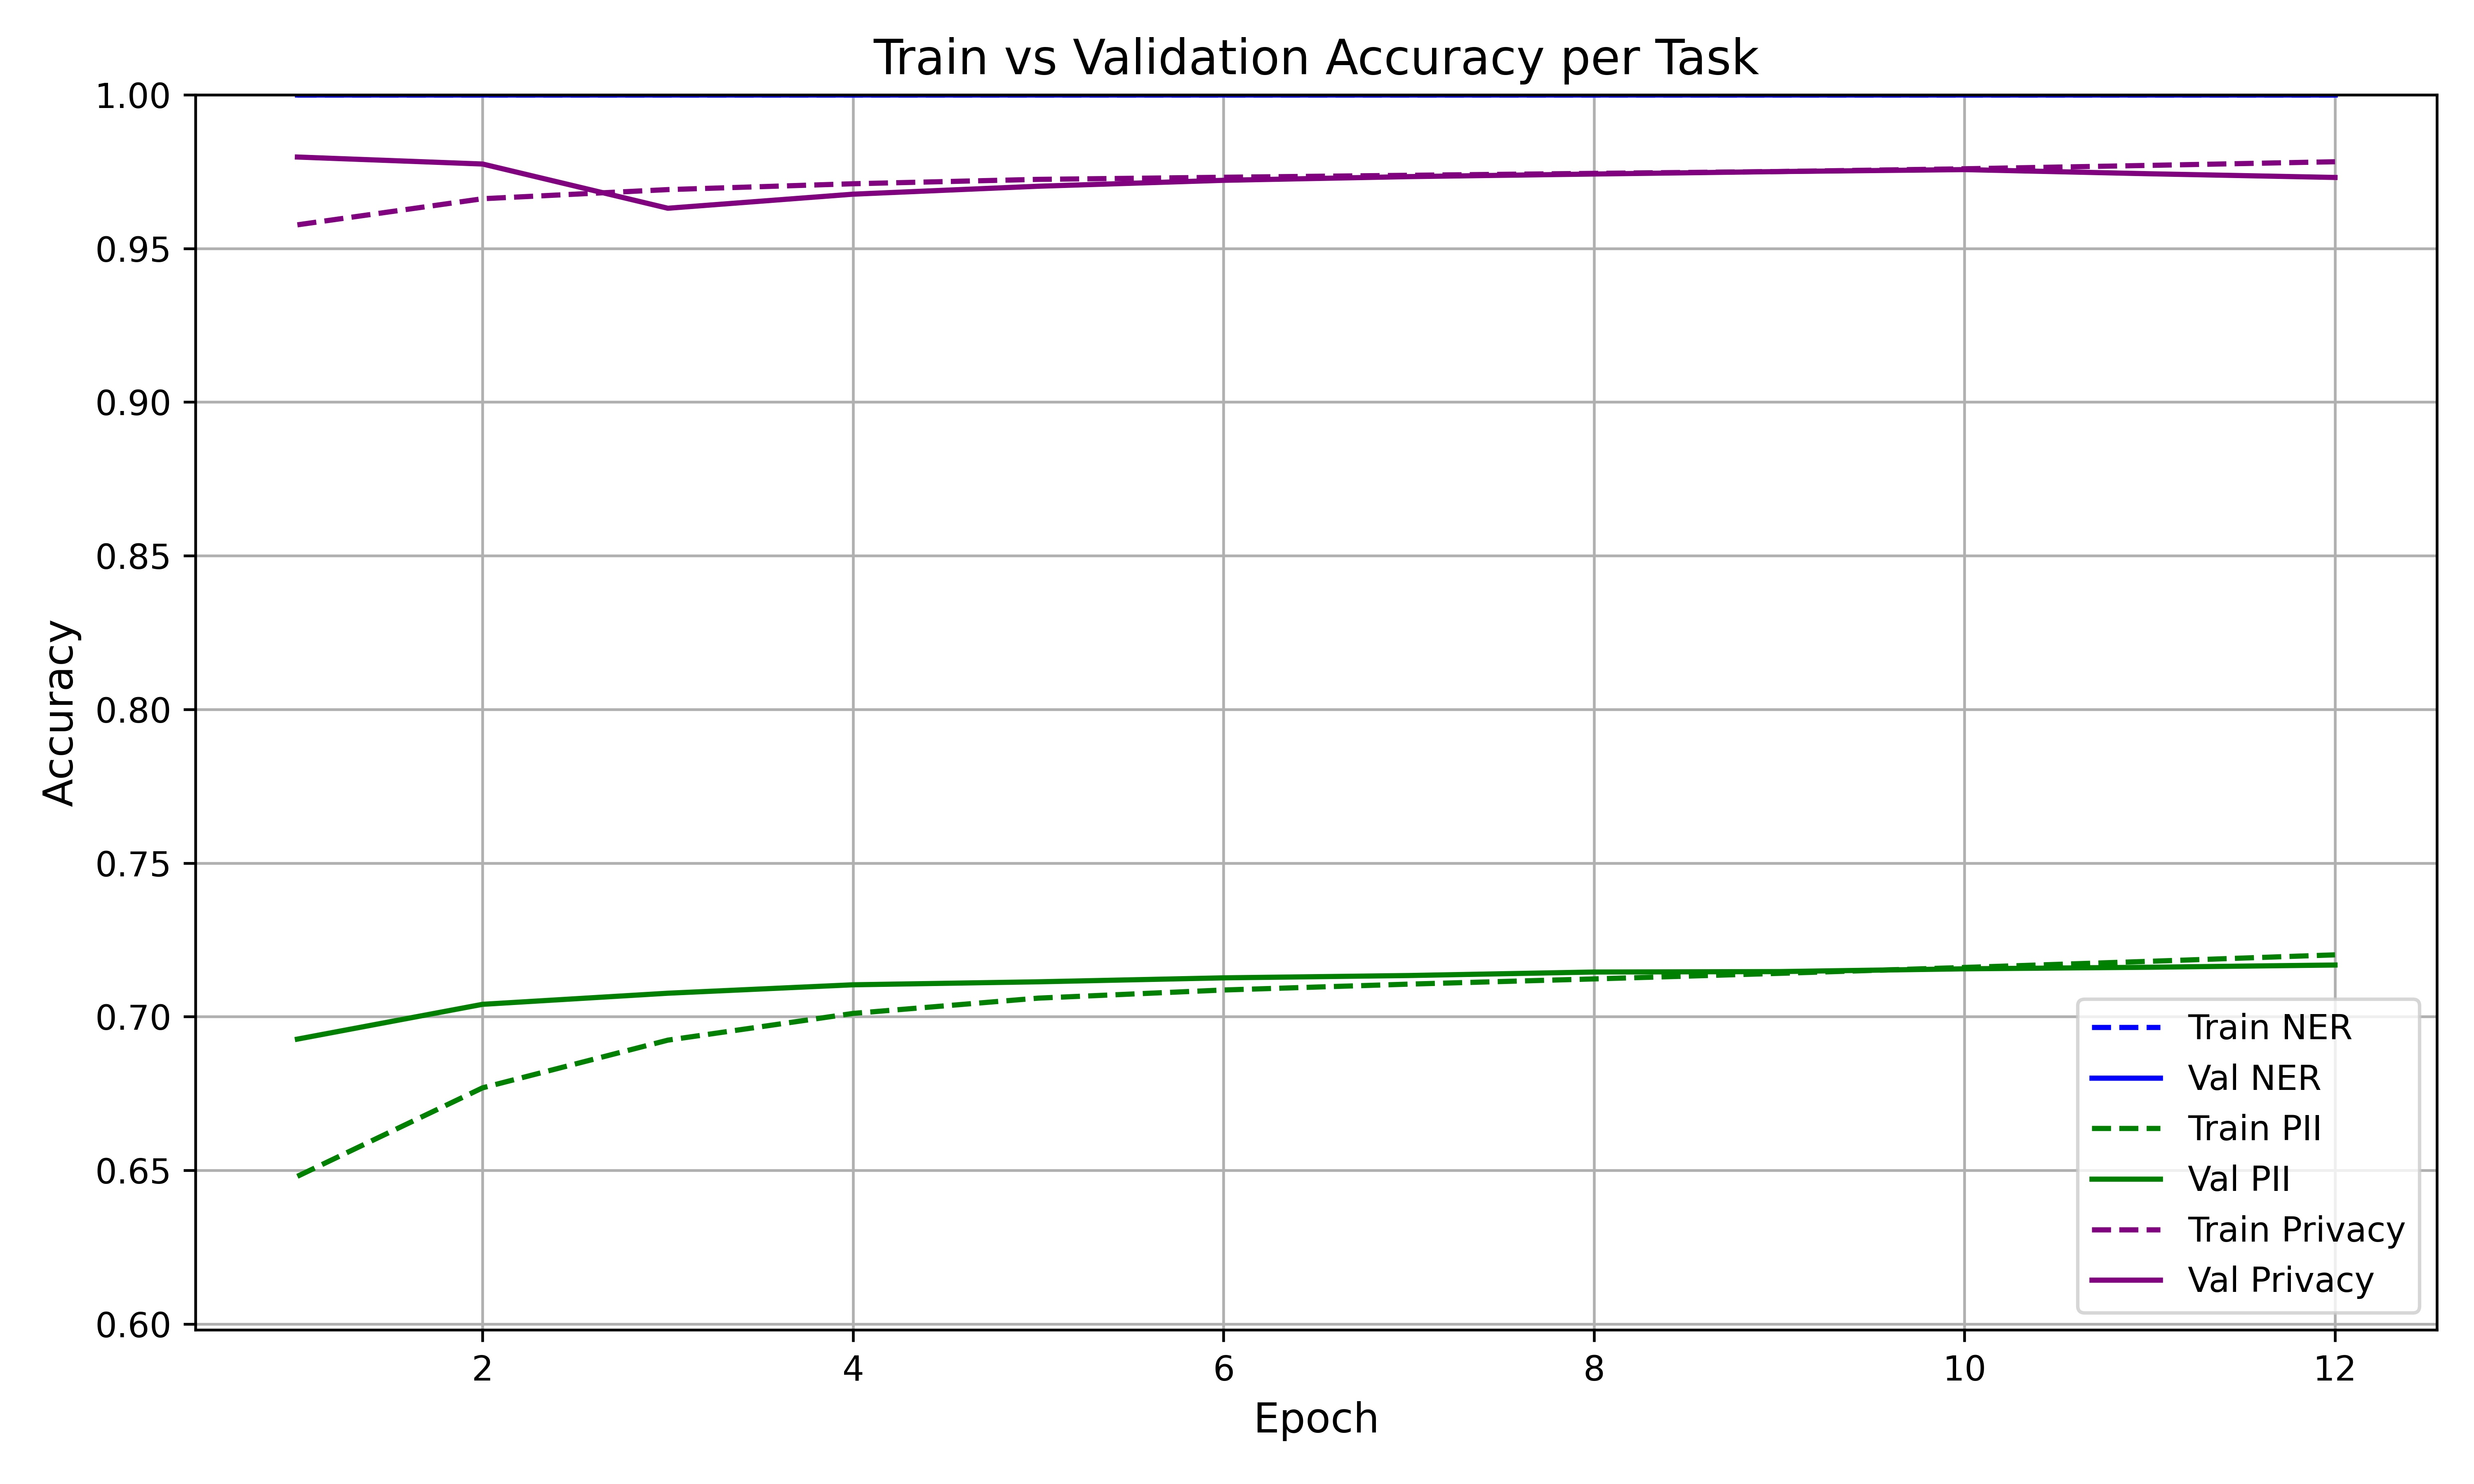 Train vs Validation Accuracy per Task
1.00
0.95
0.90
0.85
0.80
0.75
0.70
0.65
0.60
Accuracy
2
4
6
8
10
12
Epoch
Train NER
Val NER
Train PII
Val PII
Train Privacy
Val Privacy